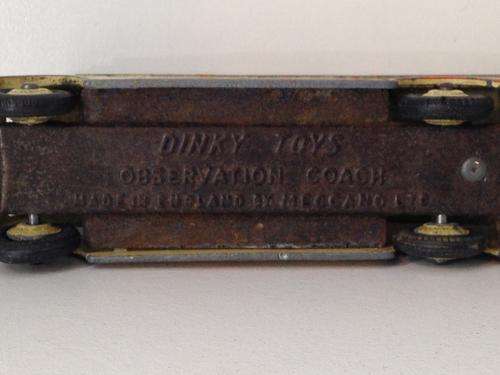 DINKY TOYS
OBSERVATION COACH
MADE IN ENGLAND BY MECCANO LTD